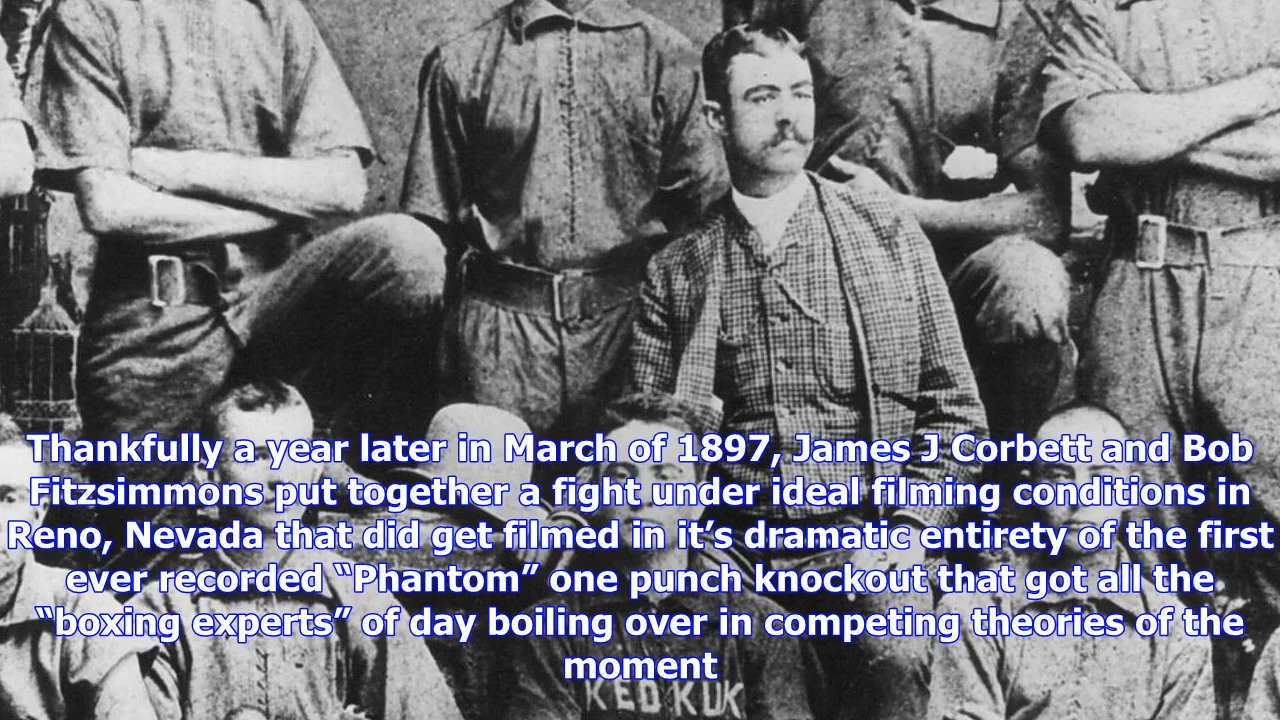 Thankfully a year later in March of 1897, James J Corbett and Bob
Fitzsimmons put together a fight under ideal filming conditions in
Reno, Nevada that did get filmed in it’s dramatic entirety of the first
ever recorded “Phantom” one punch knockout that got all the
“boxing experts” of day boiling over in competing theories of the
moment
KEOKUK